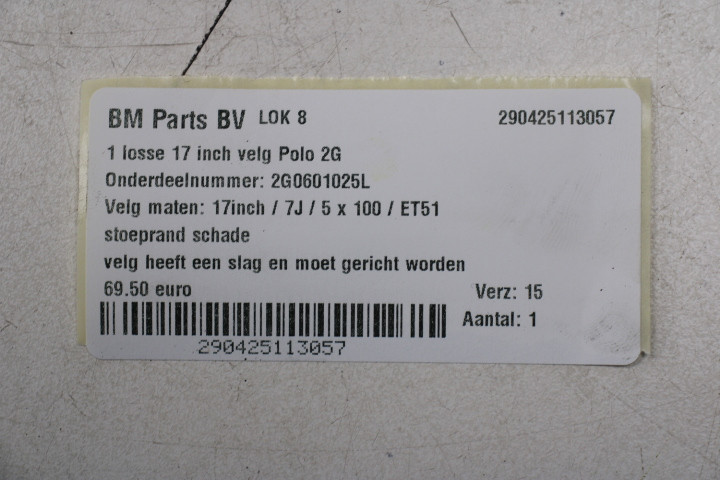 BM Parts BV LOK 8 290425113057
1 losse 17 inch velg Polo 2G
Onderdeelnummer: 2G0601025L
Velg maten: 17inch / 7J / 5 x 100 / ET51
stoeprand schade
velg heeft een slag en moet gericht worden
69.50 euro Verz: 15
Aantal: 1
290425113057